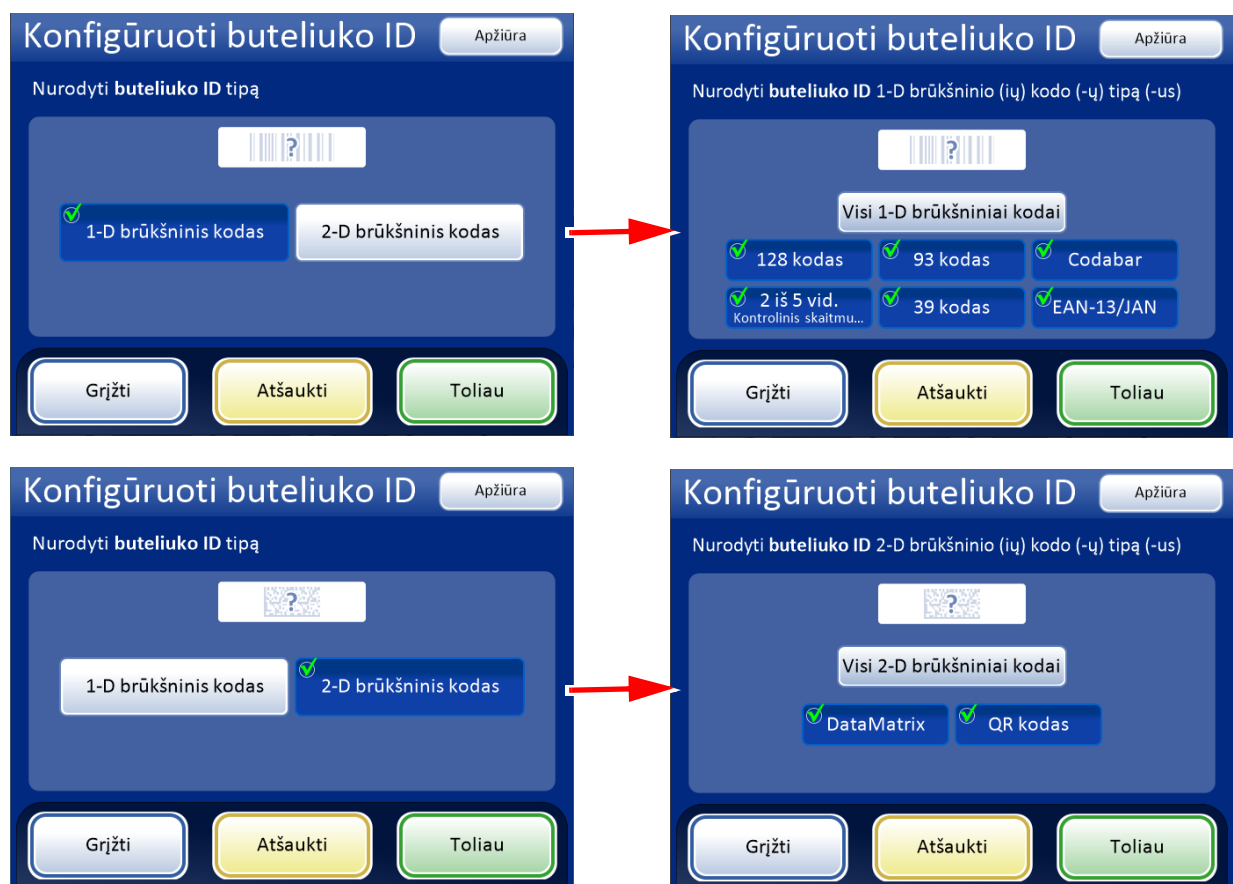 Konfigūruoti buteliuko ID
Apžiūra
Nurodyti buteliuko ID tipą
?
1-D brūkšninis kodas
2-D brūkšninis kodas
Grįžti
Atšaukti
Toliau
Konfigūruoti buteliuko ID
Apžiūra
Nurodyti buteliuko ID 1-D brūkšninio (ių) kodo (-ų) tipą (-us)
?
Visi 1-D brūkšniniai kodai
128 kodas
93 kodas
Codabar
2 iš 5 vid.
Kontrolinis skaitmu...
39 kodas
EAN-13/JAN
Grįžti
Atšaukti
Toliau
Konfigūruoti buteliuko ID
Apžiūra
Nurodyti buteliuko ID tipą
?
1-D brūkšninis kodas
2-D brūkšninis kodas
Grįžti
Atšaukti
Toliau
Konfigūruoti buteliuko ID
Apžiūra
Nurodyti buteliuko ID 2-D brūkšninio (ių) kodo (-ų) tipą (-us)
?
Visi 2-D brūkšniniai kodai
DataMatrix
QR kodas
Grįžti
Atšaukti
Toliau